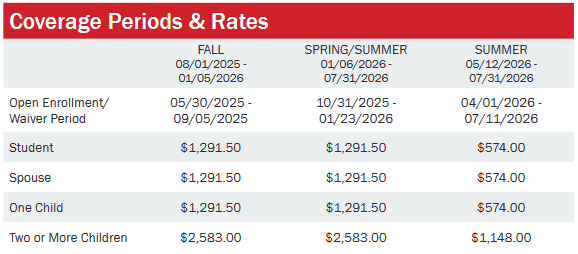 Coverage Periods & Rates
FALL SPRING/SUMMER SUMMER
08/01/2025 - 01/06/2026 - 05/12/2026 -
01/05/2026 07/31/2026 07/31/2026
Open Enrollment/ 05/30/2025 - 10/31/2025 - 04/01/2026 -
Waiver Period 09/05/2025 01/23/2026 07/11/2026
Student $1,291.50 $1,291.50 $574.00
Spouse $1,291.50 $1,291.50 $574.00
One Child $1,291.50 $1,291.50 $574.00
Two or More Children $2,583.00 $2,583.00 $1,148.00